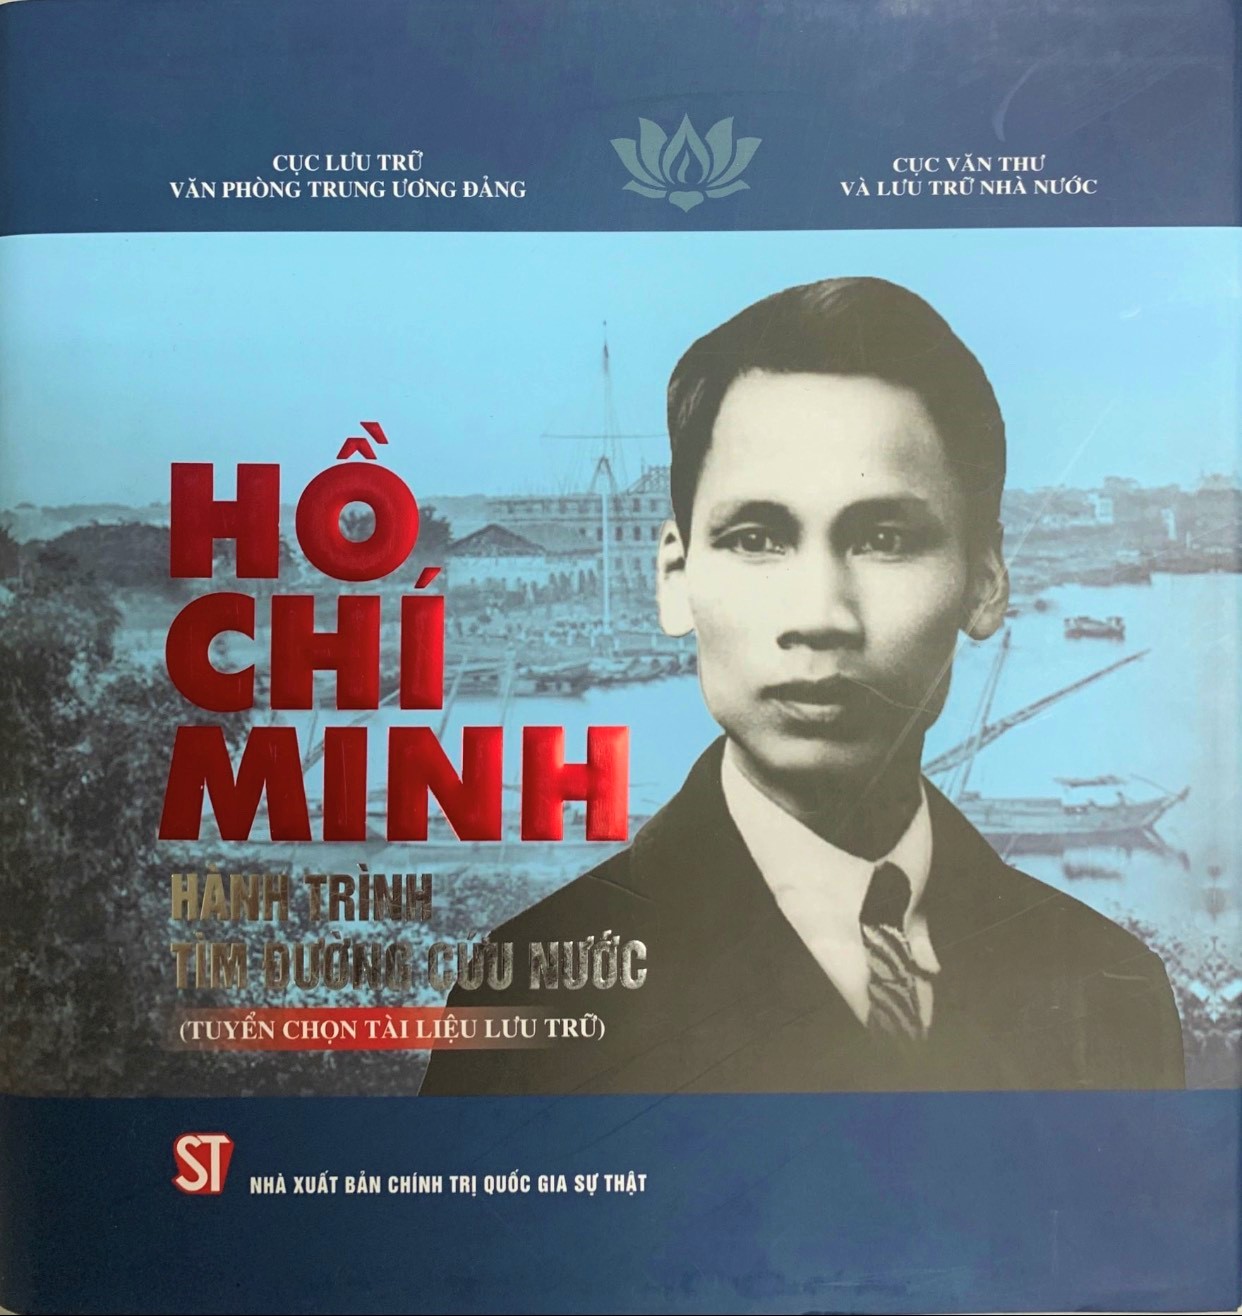 CỤC LƯU TRỮ
VĂN PHÒNG TRUNG ƯƠNG ĐẢNG
CỤC VĂN THƯ
VÀ LƯU TRỮ NHÀ NƯỚC
HỒ
CHÍ
MINH
HÀNH TRÌNH
TÌM ĐƯỜNG CỨU NƯỚC
(TUYỂN CHỌN TÀI LIỆU LƯU TRỮ)
ST
NHÀ XUẤT BẢN CHÍNH TRỊ QUỐC GIA SỰ THẬT